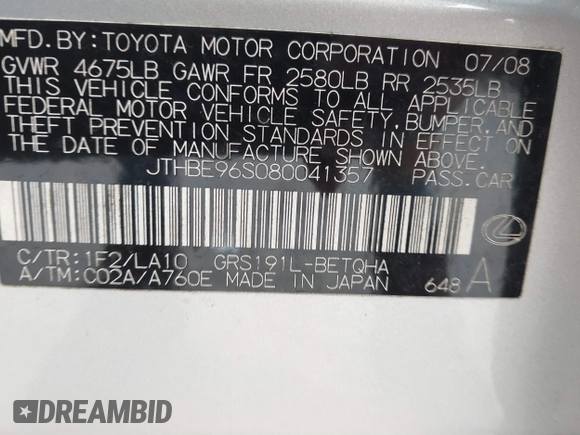 MFD.BY:TOYOTA MOTOR CORPORATION 07/08
GVWR 4675LB GAWR FR 2580LB RR 2535LB
THIS VEHICLE CONFORMS TO ALL APPLICABLE
FEDERAL MOTOR VEHICLE SAFETY,BUMPER,AND
THEFT PREVENTION STANDARDS IN EFFECT ON
THE DATE OF MANUFACTURE SHOWN ABOVE.
JTHBE96S080041357 PASS.CAR
C/TR:1F2/LA10 GRS191L-BETQHA
A/TM:C02A/A760E MADE IN JAPAN 648 A
DREAMBID